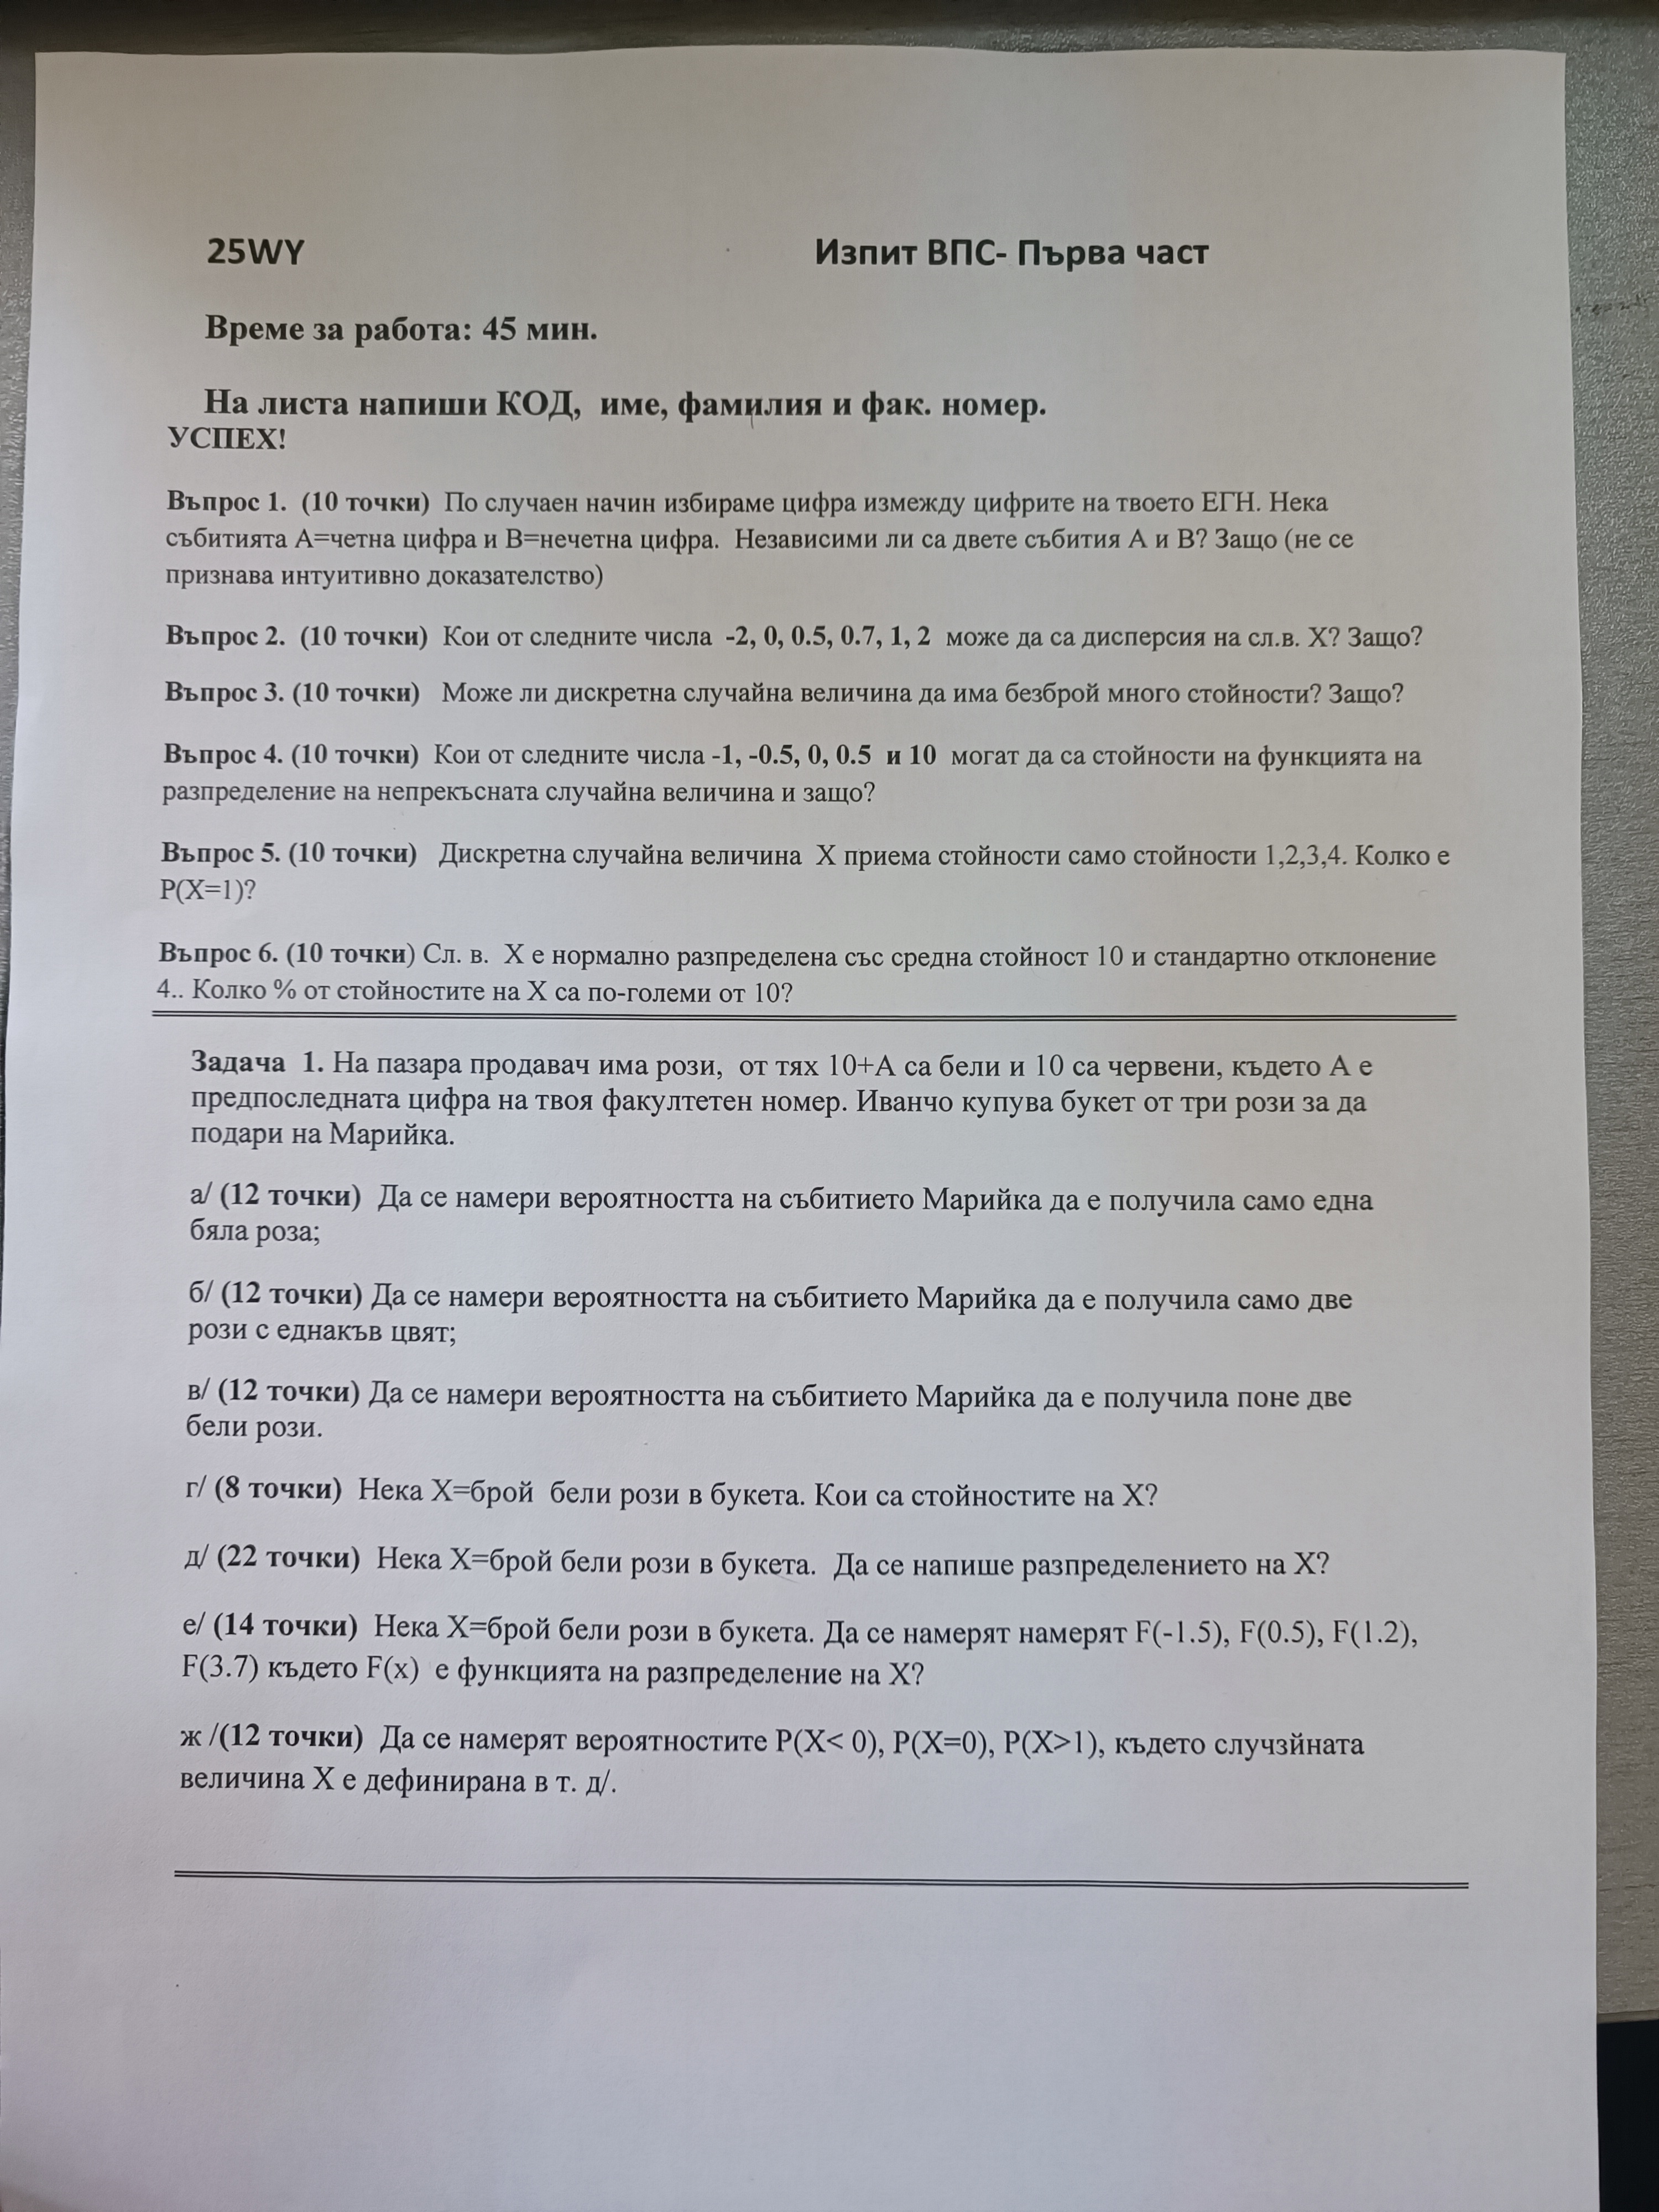 25WY Изпит ВПС- Първа част
Време за работа: 45 мин.
На листа напиши КОД, име, фамилия и фак. номер.
УСПЕХ!
Въпрос 1. (10 точки) По случаен начин избираме цифра измежду цифрите на твоето ЕГН. Нека
събитията А=четна цифра и В=нечетна цифра. Независими ли са двете събития А и В? Защо (не се
признава интуитивно доказателство)
Въпрос 2. (10 точки) Кои от следните числа -2, 0, 0.5, 0.7, 1, 2 може да са дисперсия на сл.в. Х? Защо?
Въпрос 3. (10 точки) Може ли дискретна случайна величина да има безброй много стойности? Защо?
Въпрос 4. (10 точки) Кои от следните числа -1, -0.5, 0, 0.5 и 10 могат да са стойности на функцията на
разпределение на непрекъсната случайна величина и защо?
Въпрос 5. (10 точки) Дискретна случайна величина Х приема стойности само стойности 1,2,3,4. Колко е
P(X=1)?
Въпрос 6. (10 точки) Сл. в. Х е нормално разпределена със средна стойност 10 и стандартно отклонение
4.. Колко % от стойностите на Х са по-големи от 10?
Задача 1. На пазара продавач има рози, от тях 10+А са бели и 10 са червени, където А е
предпоследната цифра на твоя факултетен номер. Иванчо купува букет от три рози за да
подари на Марийка.
а/ (12 точки) Да се намери вероятността на събитието Марийка да е получила само една
бяла роза;
б/ (12 точки) Да се намери вероятността на събитието Марийка да е получила само две
рози с еднакъв цвят;
в/ (12 точки) Да се намери вероятността на събитието Марийка да е получила поне две
бели рози.
г/ (8 точки) Нека Х=брой бели рози в букета. Кои са стойностите на Х?
д/ (22 точки) Нека Х=брой бели рози в букета. Да се напише разпределението на Х?
е/ (14 точки) Нека Х=брой бели рози в букета. Да се намерят намерят F(-1.5), F(0.5), F(1.2),
F(3.7) където F(x) е функцията на разпределение на Х?
ж /(12 точки) Да се намерят вероятностите P(X< 0), P(X=0), P(X>1), където случзйната
величина Х е дефинирана в т. д/.